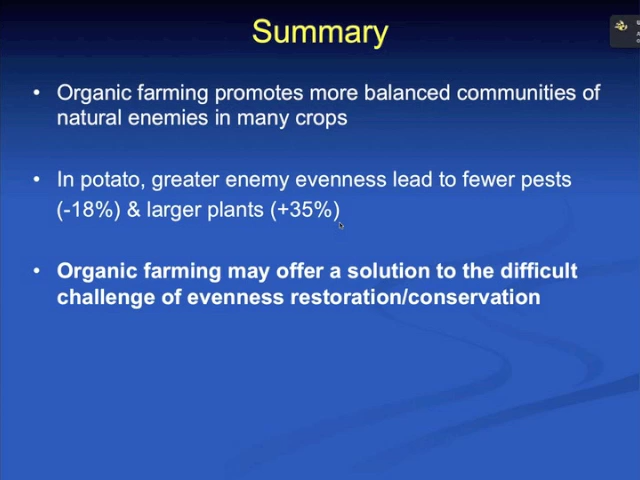 Summary
• Organic farming promotes more balanced communities of
natural enemies in many crops
• In potato, greater enemy evenness lead to fewer pests
(-18%) & larger plants (+35%)
• Organic farming may offer a solution to the difficult
challenge of evenness restoration/conservation